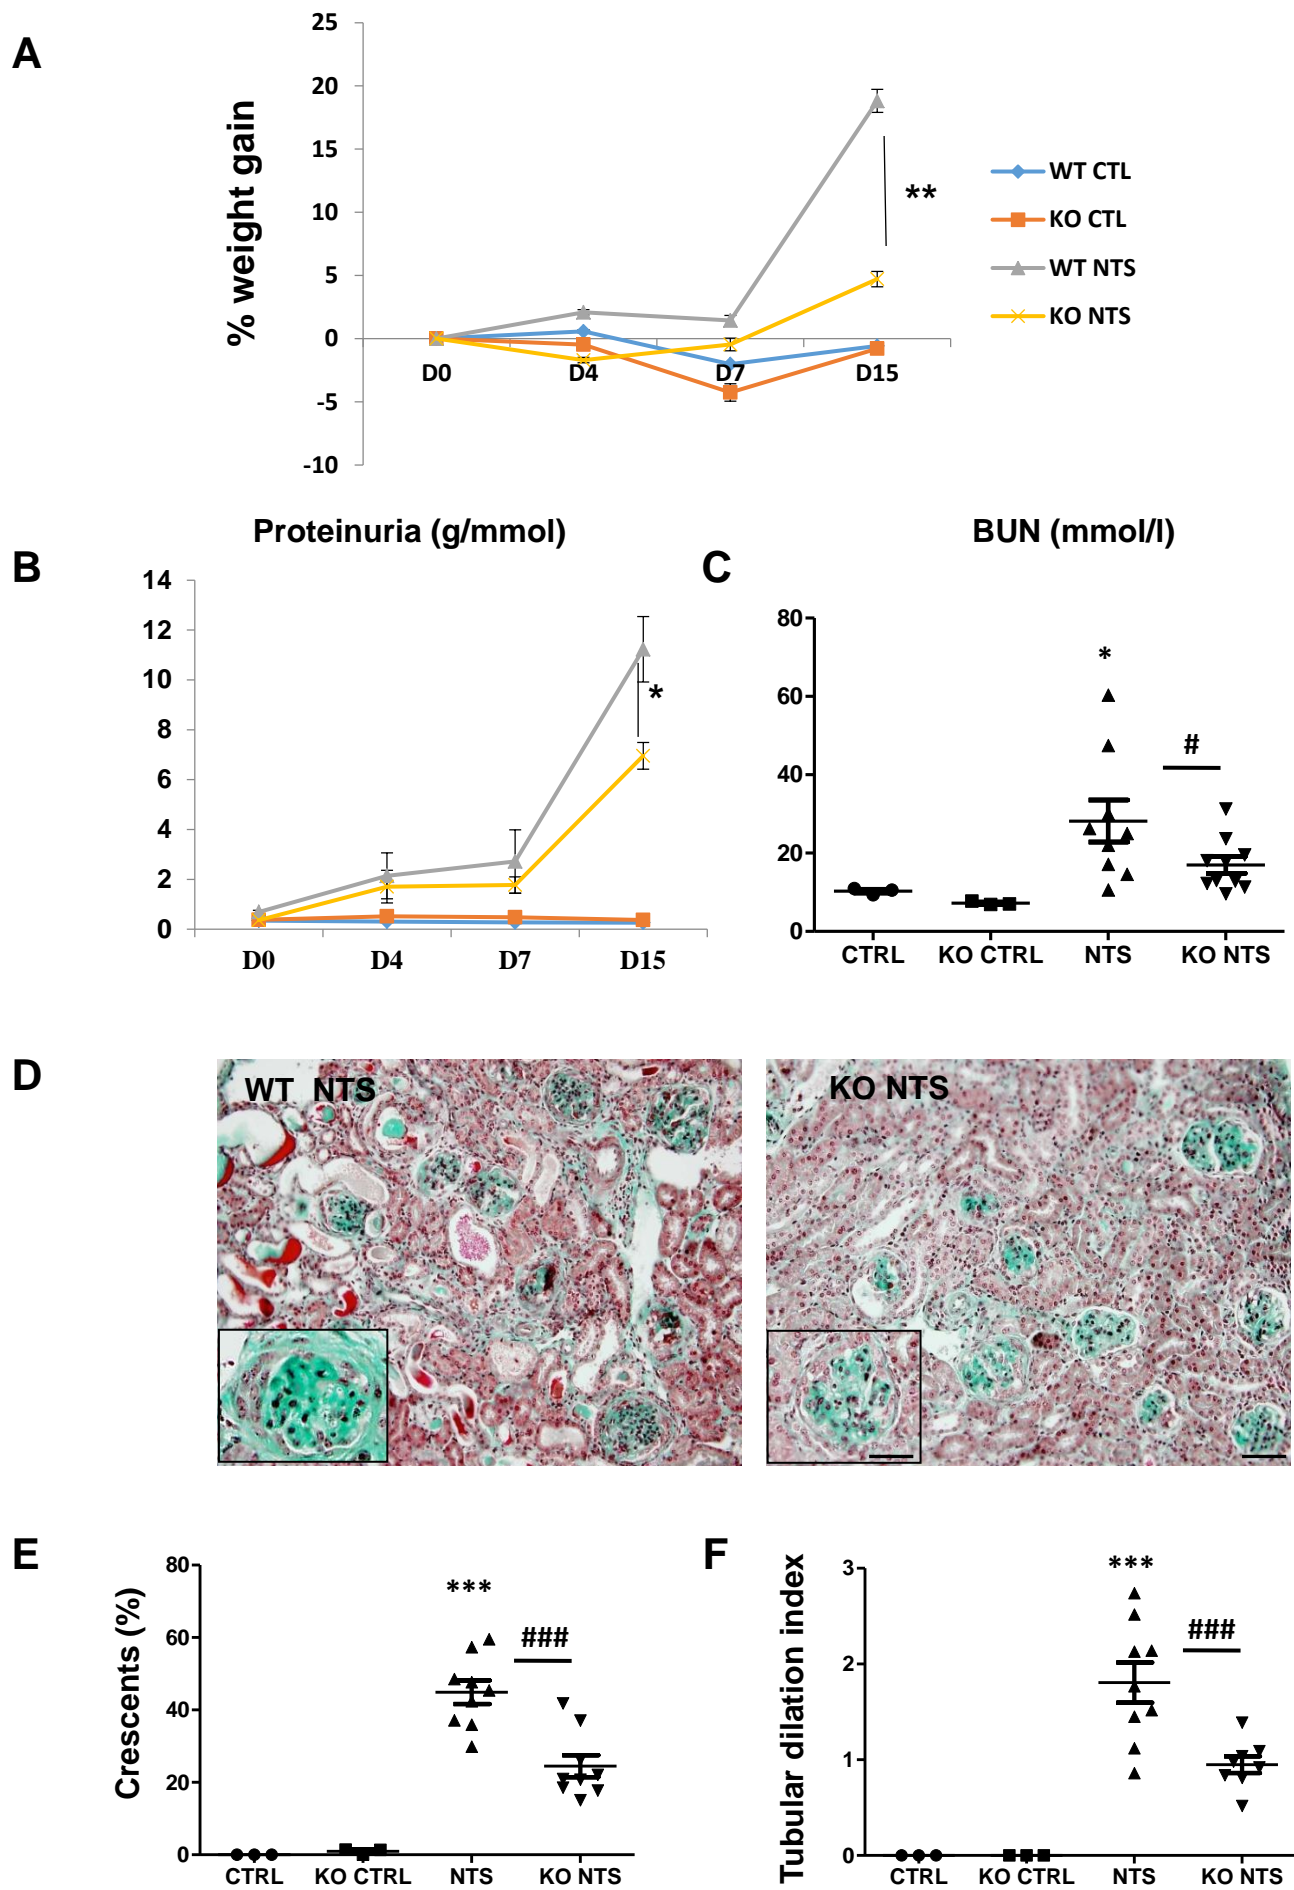 A
% weight gain
25
20
15
10
5
0
-5
-10
D0
D4
D7
D15
**
WT CTL
KO CTL
WT NTS
KO NTS
B
Proteinuria (g/mmol)
14
12
10
8
6
4
2
0
D0
D4
D7
D15
*
C
BUN (mmol/l)
80
60
40
20
0
*
#
CTRL
KO CTRL
NTS
KO NTS
D
WT NTS
KO NTS
E
Crescents (%)
80
60
40
20
0
***
###
CTRL
KO CTRL
NTS
KO NTS
F
Tubular dilation index
3
2
1
0
***
###
CTRL
KO CTRL
NTS
KO NTS